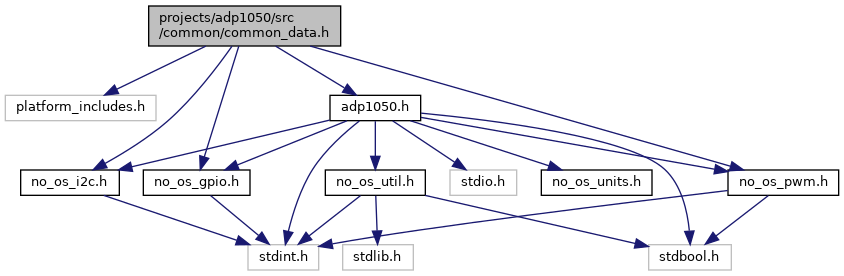 projects/adp1050/src
/common/common_data.h
platform_includes.h
adp1050.h
no_os_i2c.h
no_os_gpio.h
no_os_util.h
stdio.h
no_os_units.h
no_os_pwm.h
stdint.h
stdlib.h
stdbool.h